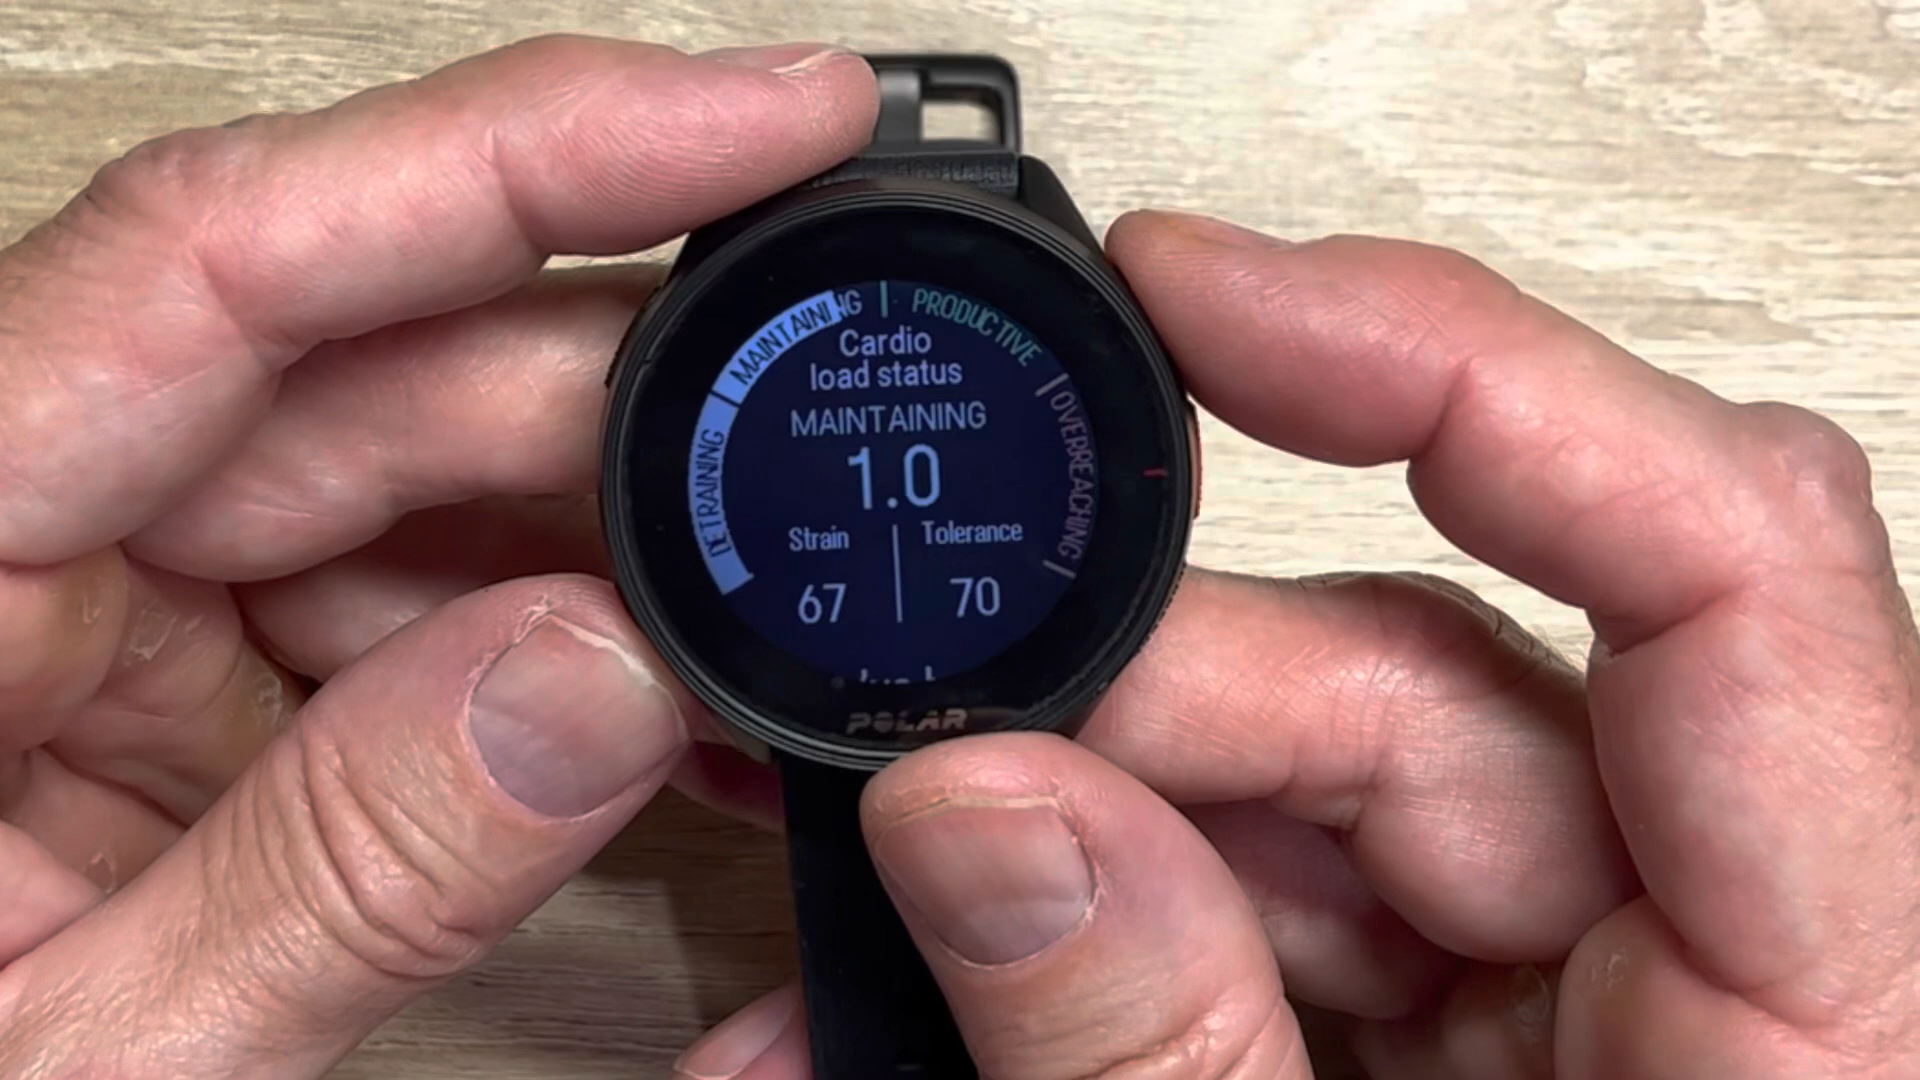 MAINTAINING
PRODUCTIVE
OVERREACHING
DETRAINING
Cardio
load status
MAINTAINING
1.0
Strain
Tolerance
67
70
POLAR